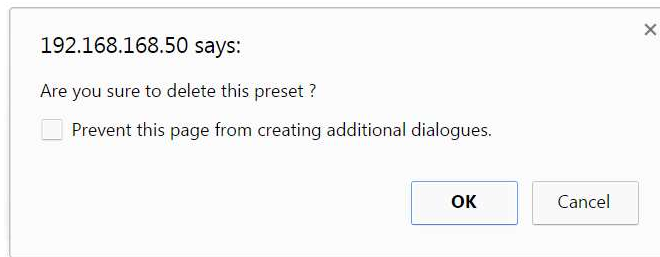 192.168.168.50 says:
Are you sure to delete this preset ?
Prevent this page from creating additional dialogues.
OK Cancel